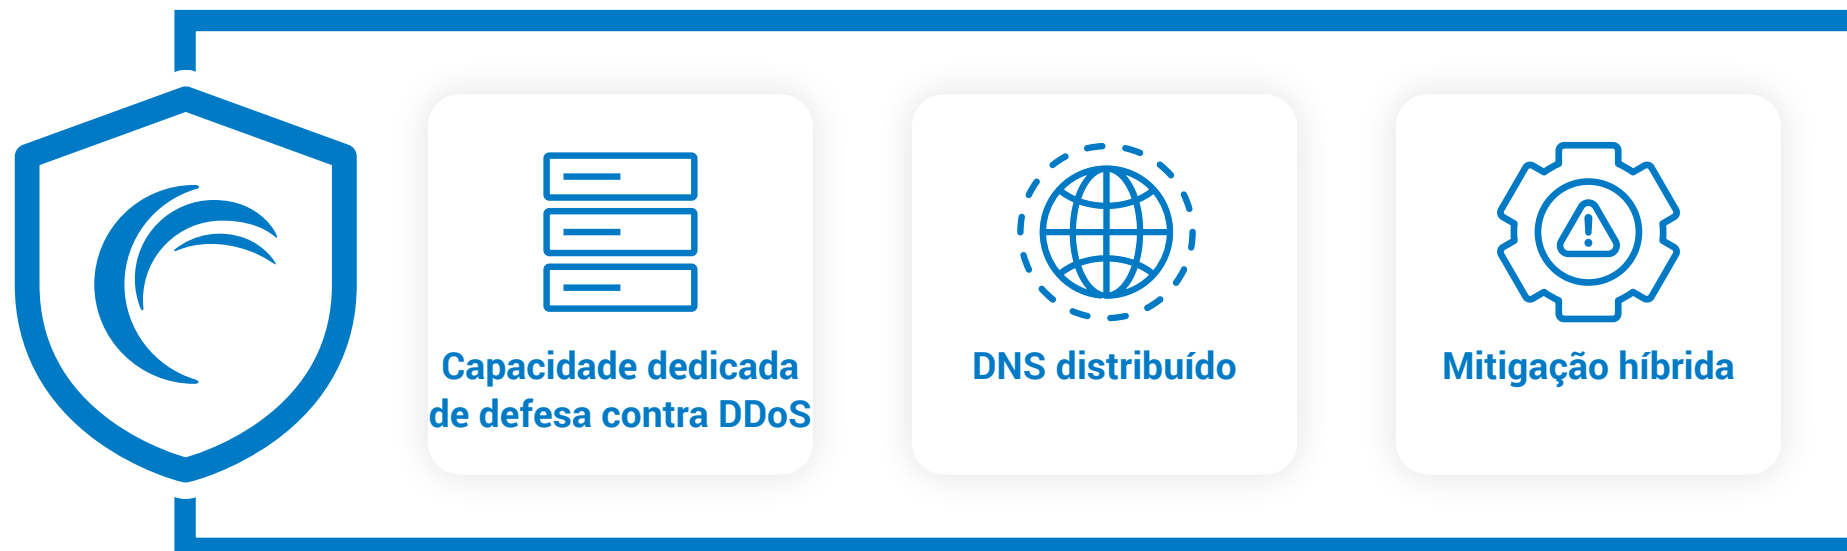 Capacidade dedicada
de defesa contra DDoS
DNS distribuído
Mitigação híbrida